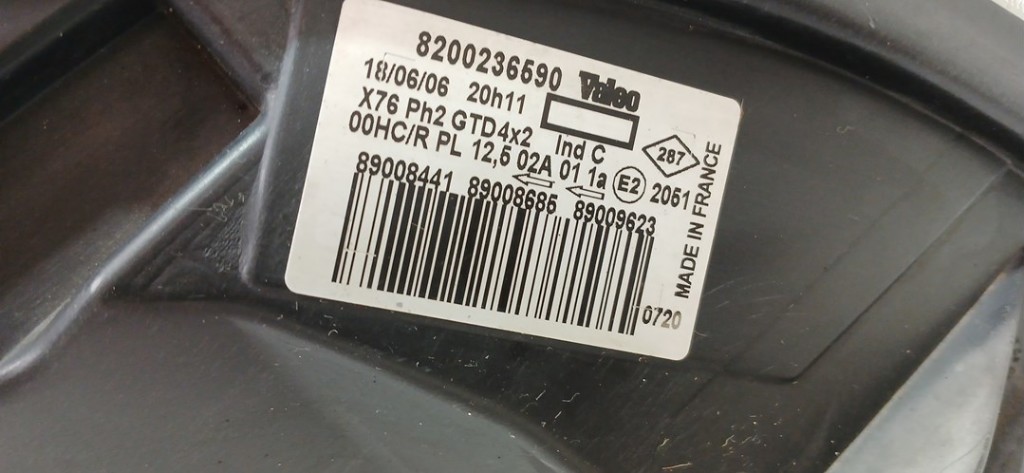 8200236590 Valeo
18/06/06 20h11
X76 Ph2 GTD4x2 Ind C
287
00HC/R PL 12,5 02A 01 1a E2 2051
89008441 89008685 89009623
0720
MADE IN FRANCE